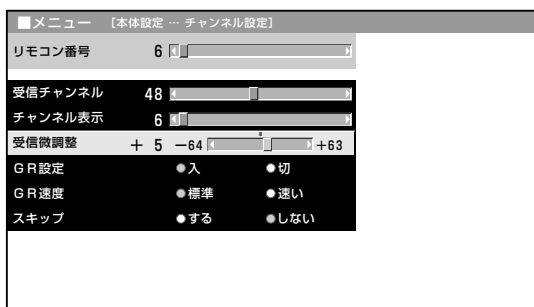 ■メニュー [本体設定 … チャンネル設定]
リモコン番号 6
受信チャンネル 48
チャンネル表示 6
受信微調整 + 5 −64 +63
GR設定 ●入 ●切
GR速度 ●標準 ●速い
スキップ ●する ●しない